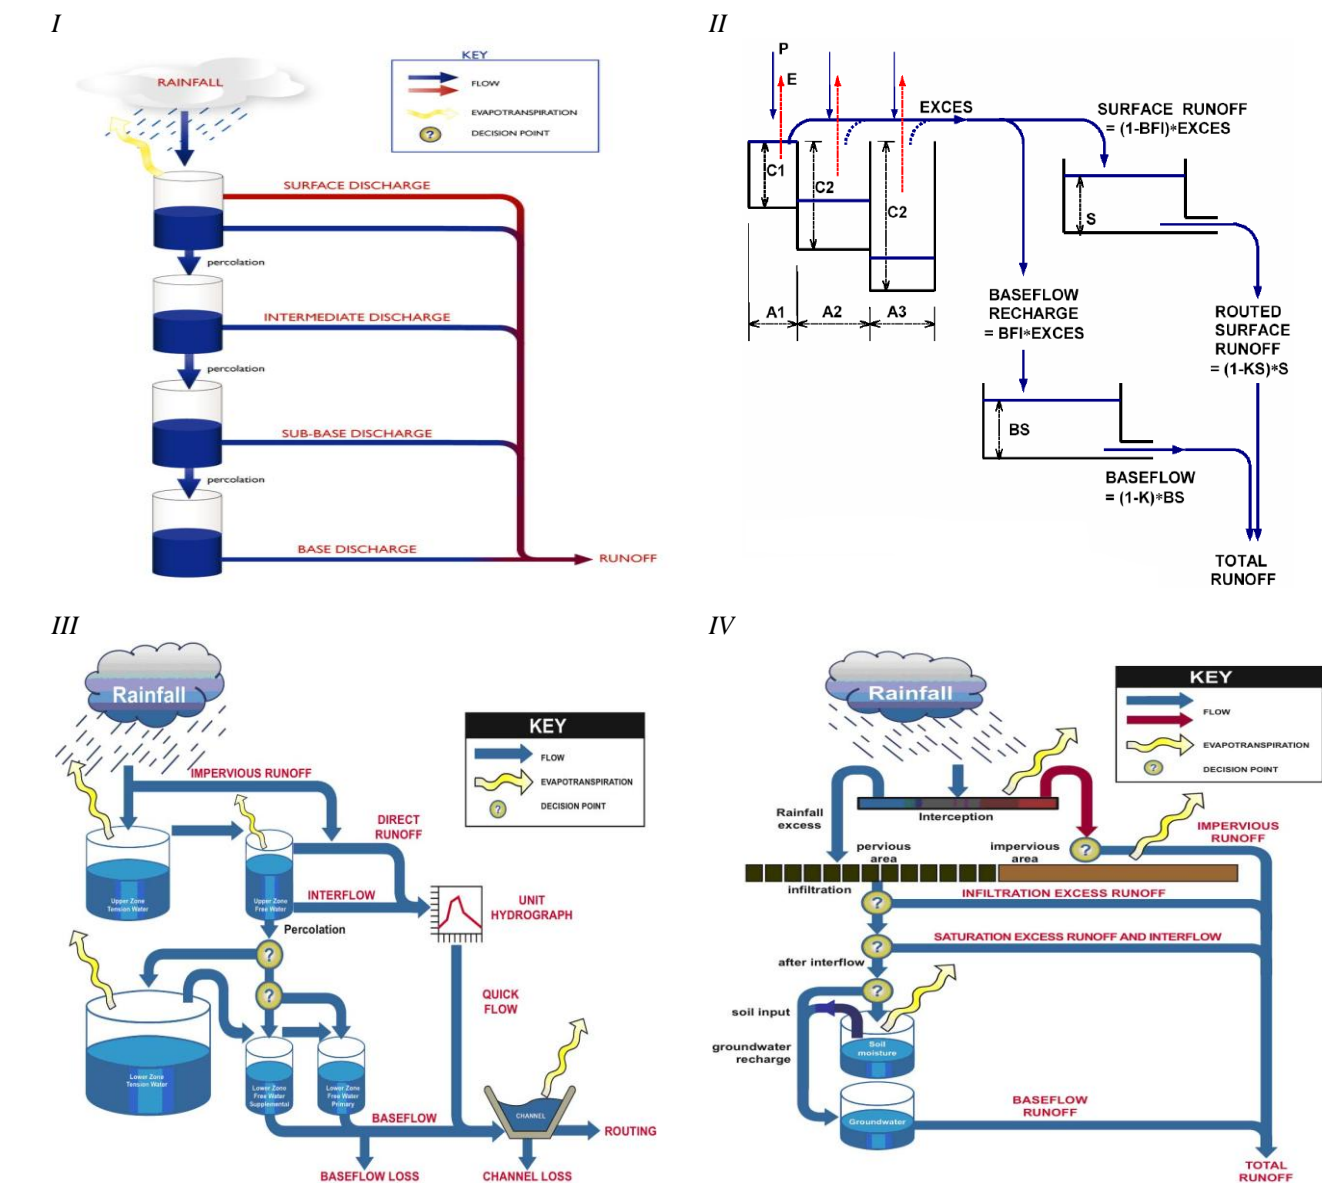 I
KEY
RAINFALL
FLOW
EVAPOTRANSPIRATION
?
DECISION POINT
SURFACE DISCHARGE
percolation
INTERMEDIATE DISCHARGE
percolation
SUB-BASE DISCHARGE
percolation
BASE DISCHARGE
RUNOFF
II
P
E
EXCES
SURFACE RUNOFF
= (1-BFI)*EXCES
C1
C2
C2
S
A1
A2
A3
BASEFLOW
RECHARGE
= BFI*EXCES
ROUTED
SURFACE
RUNOFF
= (1-KS)*S
BS
BASEFLOW
= (1-K)*BS
TOTAL
RUNOFF
III
Rainfall
KEY
FLOW
EVAPOTRANSPIRATION
?
DECISION POINT
IMPERVIOUS RUNOFF
DIRECT
RUNOFF
Upper Zone
Tension Water
Upper Zone
Free Water
INTERFLOW
UNIT
HYDROGRAPH
Percolation
?
?
QUICK
FLOW
Lower Zone
Tension Water
Lower Zone
Free Water
Supplemental
Lower Zone
Free Water
Primary
BASEFLOW
CHANNEL
ROUTING
BASEFLOW LOSS
CHANNEL LOSS
IV
Rainfall
KEY
FLOW
EVAPOTRANSPIRATION
?
DECISION POINT
Interception
Rainfall
excess
IMPERVIOUS
RUNOFF
pervious
area
impervious
area
?
infiltration
INFILTRATION EXCESS RUNOFF
?
SATURATION EXCESS RUNOFF AND INTERFLOW
?
after interflow
?
soil input
Soil
moisture
groundwater
recharge
BASEFLOW
RUNOFF
Groundwater
TOTAL
RUNOFF